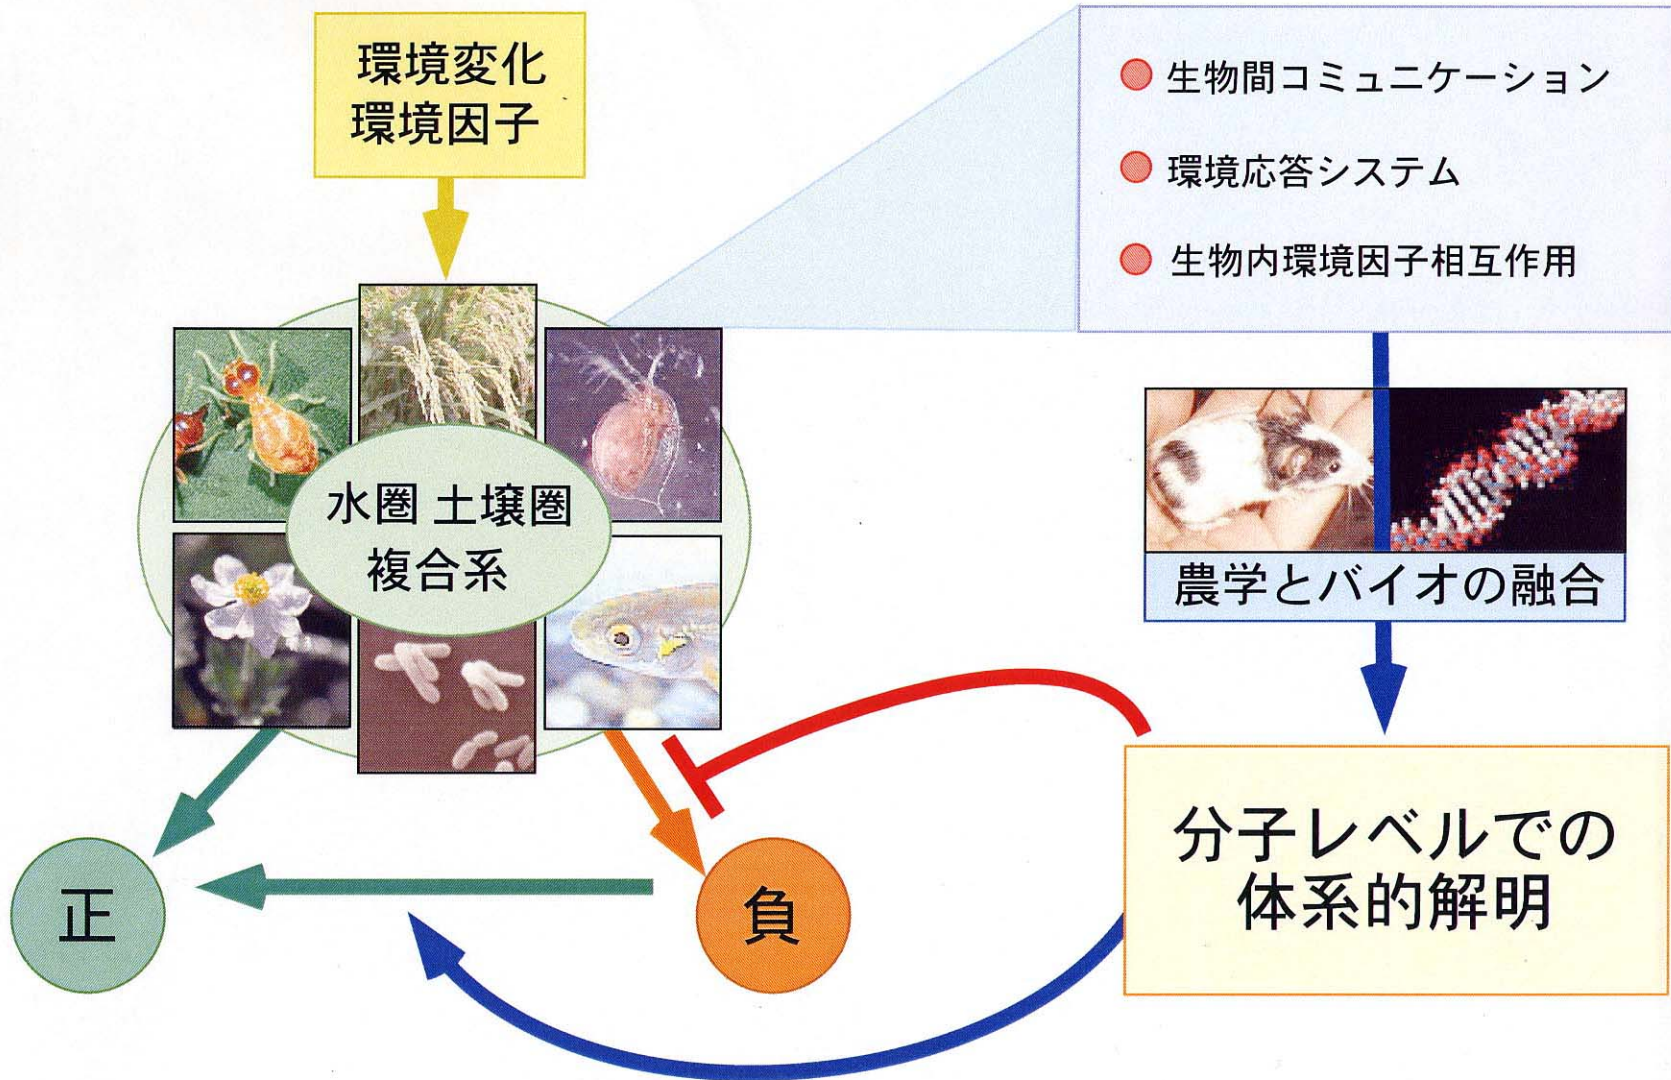 環境変化
環境因子
生物間コミュニケーション
環境応答システム
生物内環境因子相互作用
水圏 土壌圏
複合系
農学とバイオの融合
分子レベルでの
体系的解明
正
負